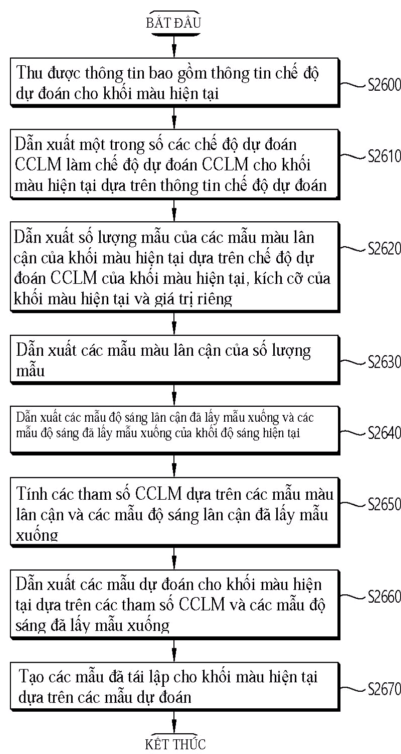 BẮT ĐẦU
Thu được thông tin bao gồm thông tin chế độ
dự đoán cho khối màu hiện tại
S2600
Dẫn xuất một trong số các chế độ dự đoán
CCLM làm chế độ dự đoán CCLM cho khối
màu hiện tại dựa trên thông tin chế độ dự đoán
S2610
Dẫn xuất số lượng mẫu của các mẫu màu lân
cận của khối màu hiện tại dựa trên chế độ dự
đoán CCLM của khối màu hiện tại, kích cỡ của
khối màu hiện tại và giá trị riêng
S2620
Dẫn xuất các mẫu màu lân cận của số lượng
mẫu
S2630
Dẫn xuất các mẫu độ sáng lân cận đã lấy mẫu xuống và các
mẫu độ sáng đã lấy mẫu xuống của khối độ sáng hiện tại
S2640
Tính các tham số CCLM dựa trên các mẫu màu
lân cận và các mẫu độ sáng lân cận đã lấy mẫu
xuống
S2650
Dẫn xuất các mẫu dự đoán cho khối màu hiện
tại dựa trên các tham số CCLM và các mẫu độ
sáng đã lấy mẫu xuống
S2660
Tạo các mẫu đã tái lập cho khối màu hiện tại
dựa trên các mẫu dự đoán
S2670
KẾT THÚC